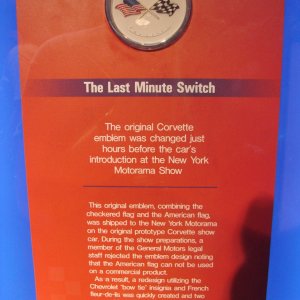 The Last Minute Switch
The original Corvette
emblem was changed just
hours before the car's
introduction at the New York
Motorama Show
This original emblem, combining the
checkered flag and the American flag,
was shipped to the New York Motorama
on the original prototype Corvette show
car. During the show preparations, a
member of the General Motors legal
staff rejected the emblem design noting
that the American flag can not be used
on a commercial product.
As a result, a redesign utilizing the
Chevrolet "bow tie" insignia and French
fleur-de-lis was quickly created and two